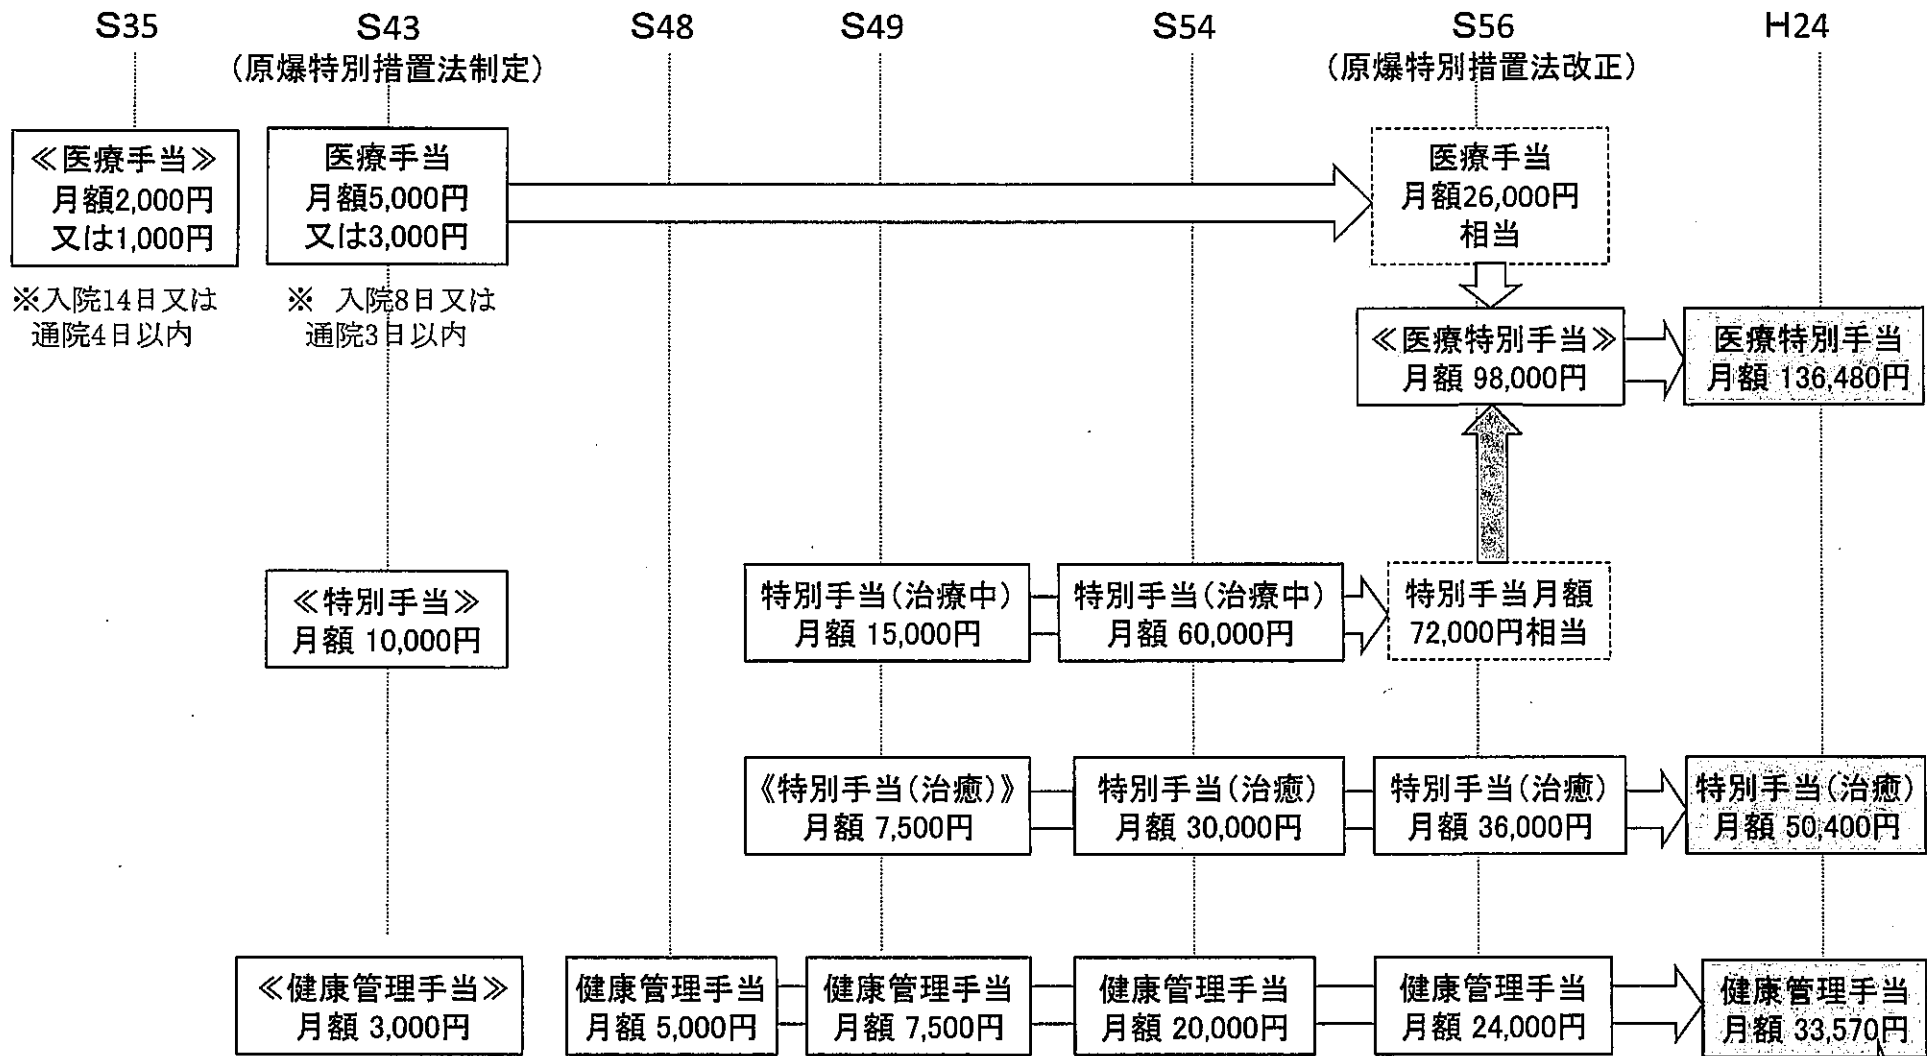 S35
S43
(原爆特別措置法制定)
S48
S49
S54
S56
(原爆特別措置法改正)
H24
≪医療手当≫
月額2,000円
又は1,000円
※入院14日又は
通院4日以内
医療手当
月額5,000円
又は3,000円
※ 入院8日又は
通院3日以内
医療手当
月額26,000円
相当
≪医療特別手当≫
月額 98,000円
医療特別手当
月額 136,480円
≪特別手当≫
月額 10,000円
特別手当(治療中)
月額 15,000円
特別手当(治療中)
月額 60,000円
特別手当月額
72,000円相当
《特別手当(治癒)》
月額 7,500円
特別手当(治癒)
月額 30,000円
特別手当(治癒)
月額 36,000円
特別手当(治癒)
月額 50,400円
≪健康管理手当≫
月額 3,000円
健康管理手当
月額 5,000円
健康管理手当
月額 7,500円
健康管理手当
月額 20,000円
健康管理手当
月額 24,000円
健康管理手当
月額 33,570円